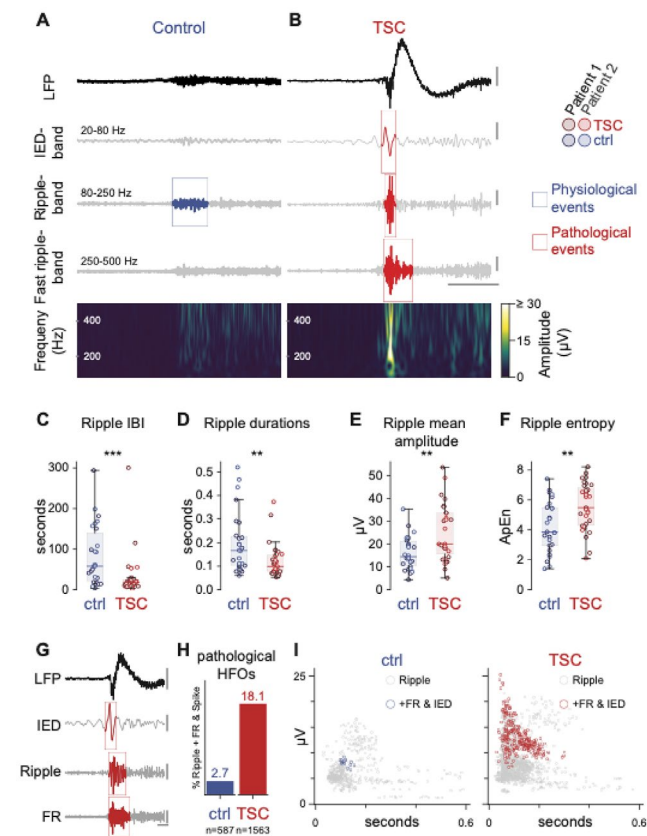 A
Control
B
TSC
LFP
IED-
band
20-80 Hz
Ripple-
band
80-250 Hz
Fast ripple-
band
250-500 Hz
Patient 1
Patient 2
TSC
ctrl
Physiological
events
Pathological
events
Frequeny
(Hz)
400
200
400
200
≥ 30
15
0
Amplitude
(μV)
C
Ripple IBI
***
seconds
300
200
100
0
ctrl
TSC
D
Ripple durations
**
seconds
0.5
0.4
0.3
0.2
0.1
0.0
ctrl
TSC
E
Ripple mean
amplitude
**
μV
50
40
30
20
10
0
ctrl
TSC
F
Ripple entropy
**
ApEn
8
6
4
2
0
ctrl
TSC
G
LFP
IED
Ripple
FR
H
pathological
HFOs
% Ripple + FR & Spike
2.7
18.1
ctrl
TSC
n=587
n=1563
I
ctrl
Ripple
+FR & IED
25
μV
0
0
0.6
seconds
TSC
Ripple
+FR & IED
25
0
0
0.6
seconds